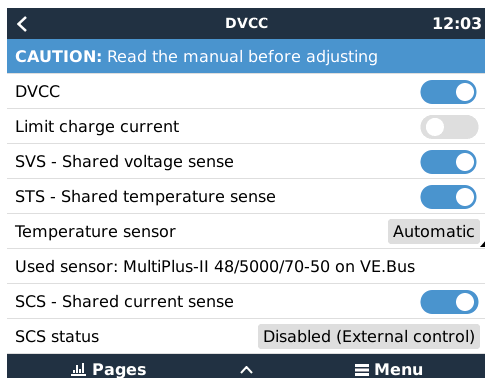 DVCC 12:03
CAUTION: Read the manual before adjusting
DVCC
Limit charge current
SVS - Shared voltage sense
STS - Shared temperature sense
Temperature sensor Automatic
Used sensor: MultiPlus-II 48/5000/70-50 on VE.Bus
SCS - Shared current sense
SCS status Disabled (External control)
Pages Menu